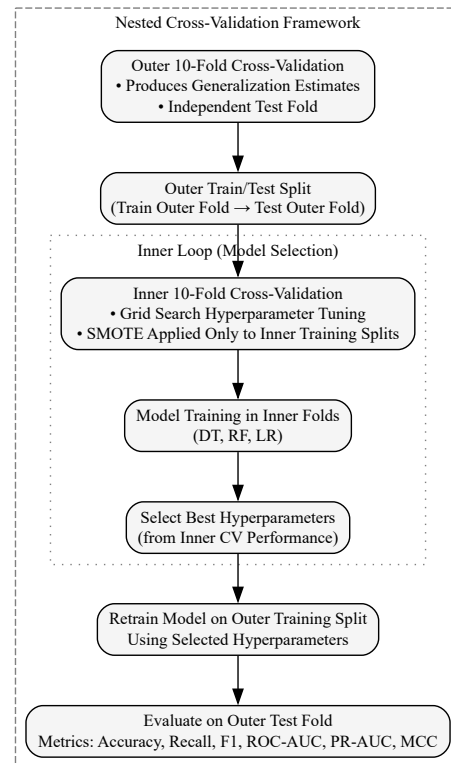 Nested Cross-Validation Framework
Outer 10-Fold Cross-Validation
• Produces Generalization Estimates
• Independent Test Fold
Outer Train/Test Split
(Train Outer Fold → Test Outer Fold)
Inner Loop (Model Selection)
Inner 10-Fold Cross-Validation
• Grid Search Hyperparameter Tuning
• SMOTE Applied Only to Inner Training Splits
Model Training in Inner Folds
(DT, RF, LR)
Select Best Hyperparameters
(from Inner CV Performance)
Retrain Model on Outer Training Split
Using Selected Hyperparameters
Evaluate on Outer Test Fold
Metrics: Accuracy, Recall, F1, ROC-AUC, PR-AUC, MCC